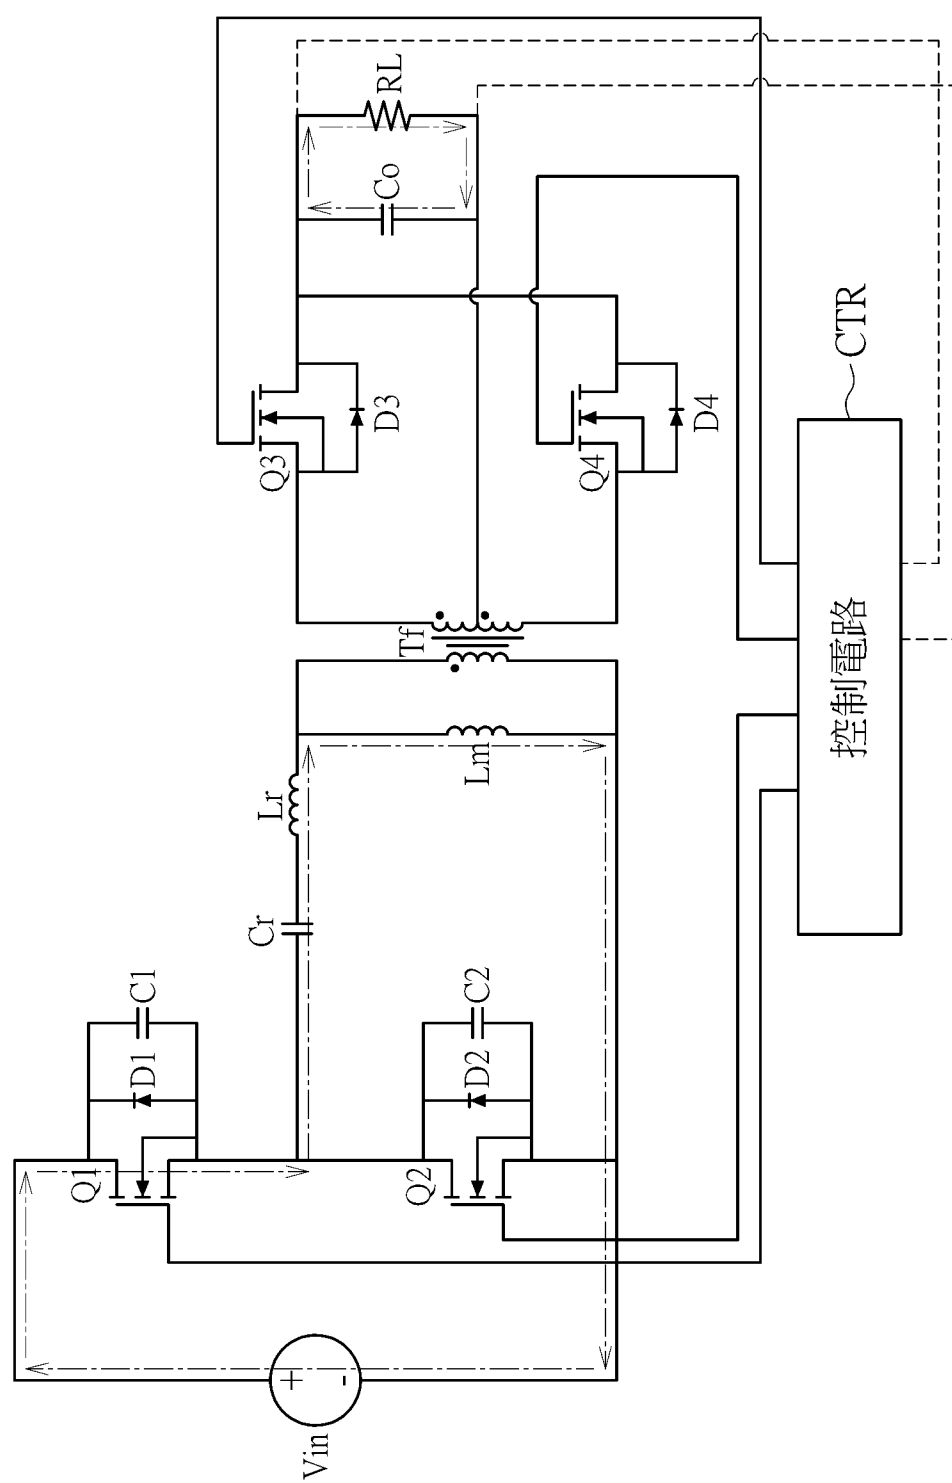 Vin
+
-
Q1
D1
C1
Q2
D2
C2
Cr
Lr
Lm
Tf
Q3
D3
Q4
D4
Co
RL
控制電路
CTR